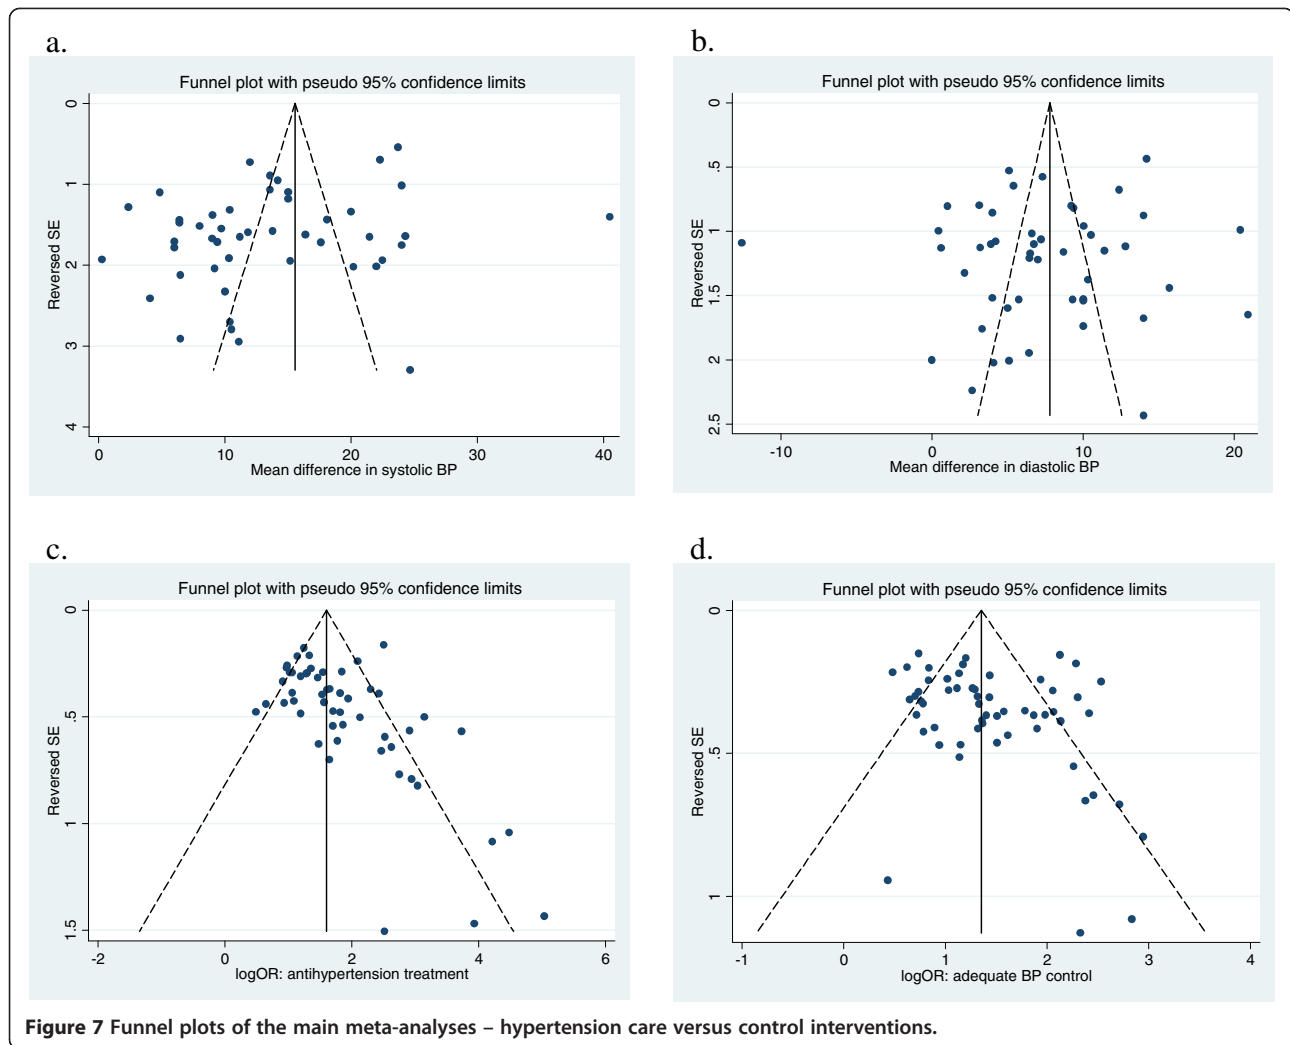 a.
Funnel plot with pseudo 95% confidence limits
0
1
2
3
4
Reversed SE
0 10 20 30 40
Mean difference in systolic BP
b.
Funnel plot with pseudo 95% confidence limits
0
.5
1
1.5
2
2.5
Reversed SE
-10 0 10 20
Mean difference in diastolic BP
c.
Funnel plot with pseudo 95% confidence limits
0
.5
1
1.5
Reversed SE
-2 0 2 4 6
logOR: antihypertension treatment
d.
Funnel plot with pseudo 95% confidence limits
0
.5
1
Reversed SE
-1 0 1 2 3 4
logOR: adequate BP control
Figure 7 Funnel plots of the main meta-analyses – hypertension care versus control interventions.